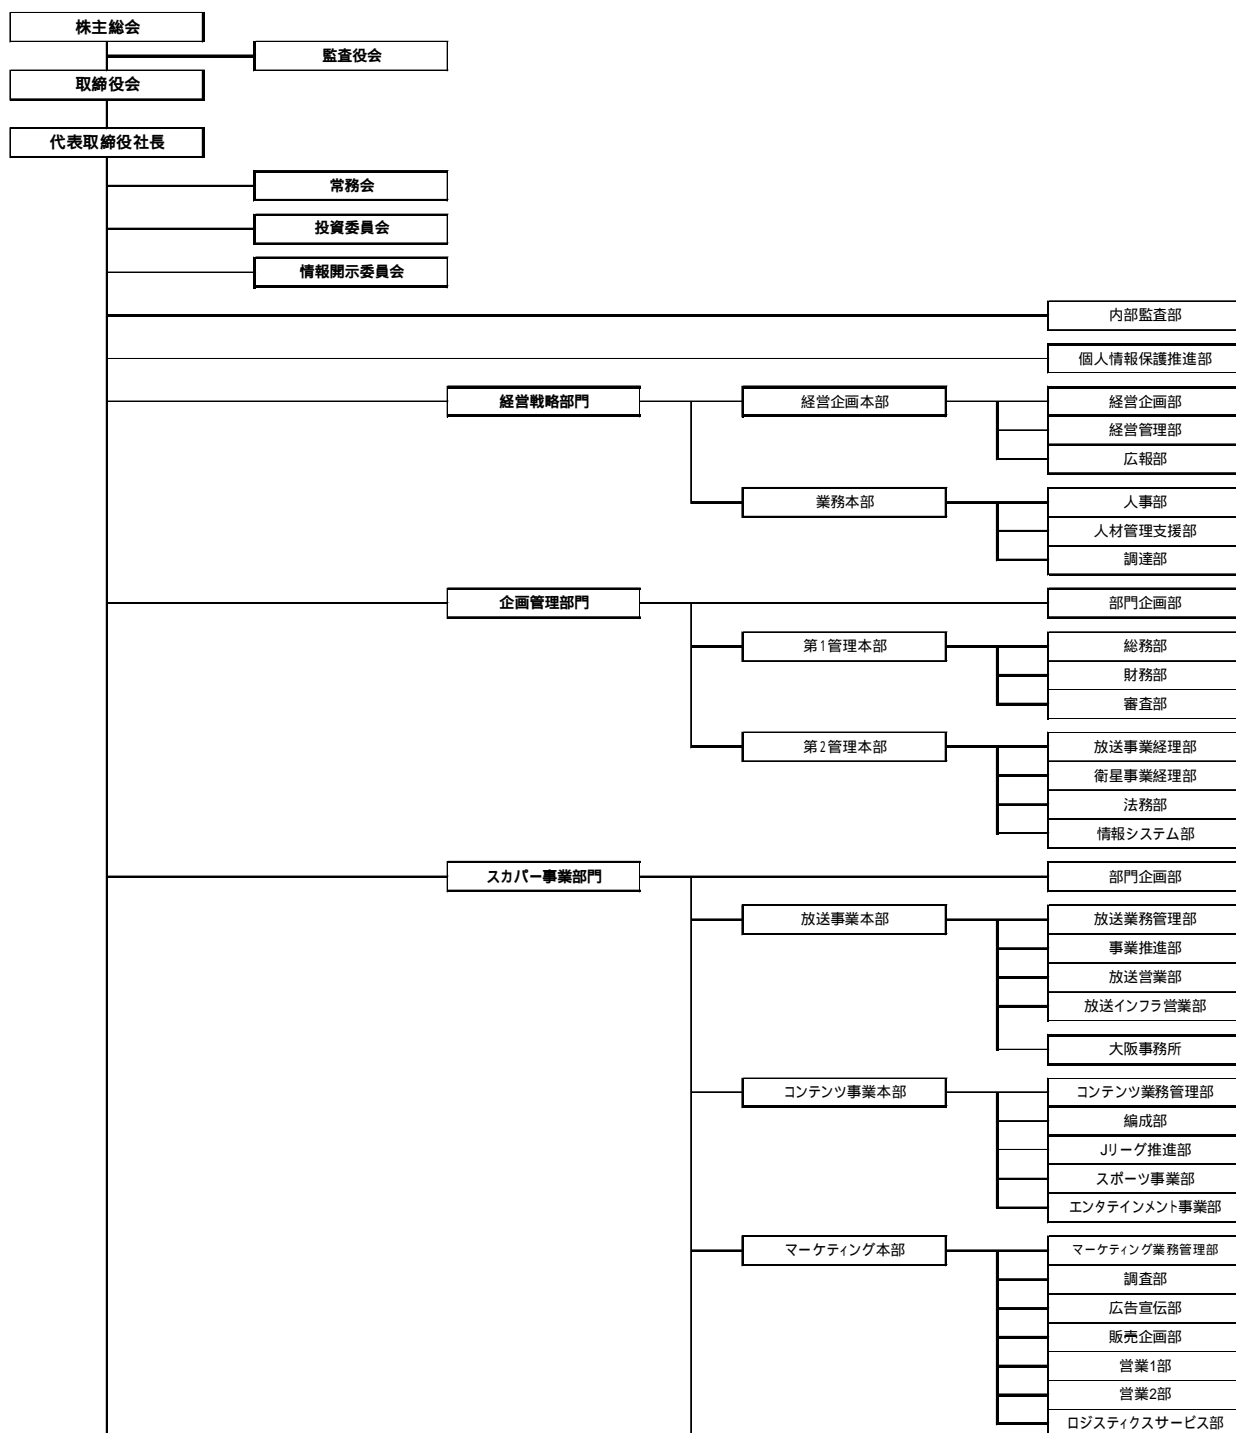 株主総会
監査役会
取締役会
代表取締役社長
常務会
投資委員会
情報開示委員会
内部監査部
個人情報保護推進部
経営戦略部門
経営企画本部
経営企画部
経営管理部
広報部
業務本部
人事部
人材管理支援部
調達部
企画管理部門
部門企画部
第1管理本部
総務部
財務部
審査部
第2管理本部
放送事業経理部
衛星事業経理部
法務部
情報システム部
スカパー事業部門
部門企画部
放送事業本部
放送業務管理部
事業推進部
放送営業部
放送インフラ営業部
大阪事務所
コンテンツ事業本部
コンテンツ業務管理部
編成部
Jリーグ推進部
スポーツ事業部
エンタテインメント事業部
マーケティング本部
マーケティング業務管理部
調査部
広告宣伝部
販売企画部
営業1部
営業2部
ロジスティクスサービス部